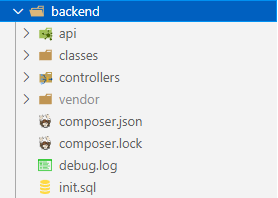 backend
api
classes
controllers
vendor
composer.json
composer.lock
debug.log
init.sql